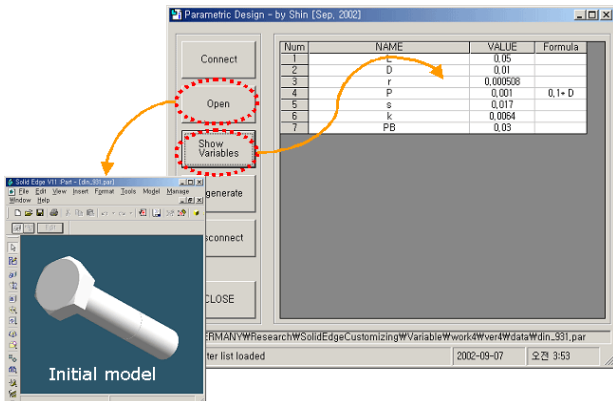 Parametric Design - by Shin [Sep, 2002]
Connect
Open
Show
Variables
generate
sconnect
CLOSE
Num NAME VALUE Formula
1 L 0,05
2 D 0,01
3 r 0,000508
4 P 0,001 0,1* D
5 s 0,017
6 k 0,0064
7 PB 0,03
ERMANY₩Research₩SolidEdgeCustomizing₩Variable₩work4₩ver4₩data₩din_931.par
ter list loaded 2002-09-07 오전 3:53
Solid Edge V11 Part - [din_931.par]
File Edit View Insert Format Tools Model Manage
Window Help
Initial model